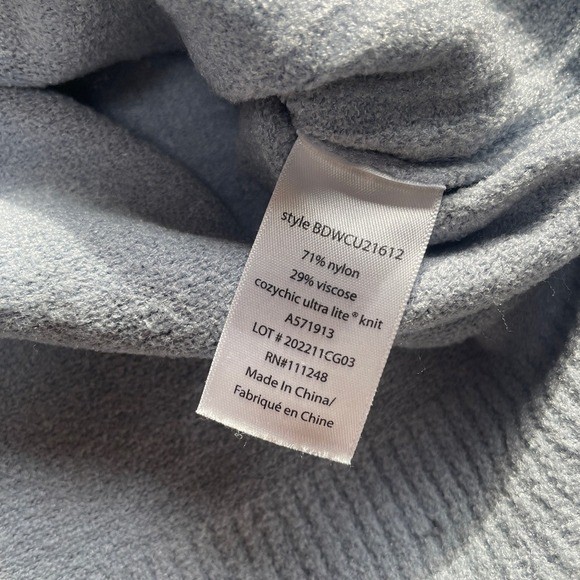 style BDWCU21612
71% nylon
29% viscose
cozychic ultra lite® knit
A571913
LOT # 202211CG03
RN#111248
Made In China/
Fabriqué en Chine